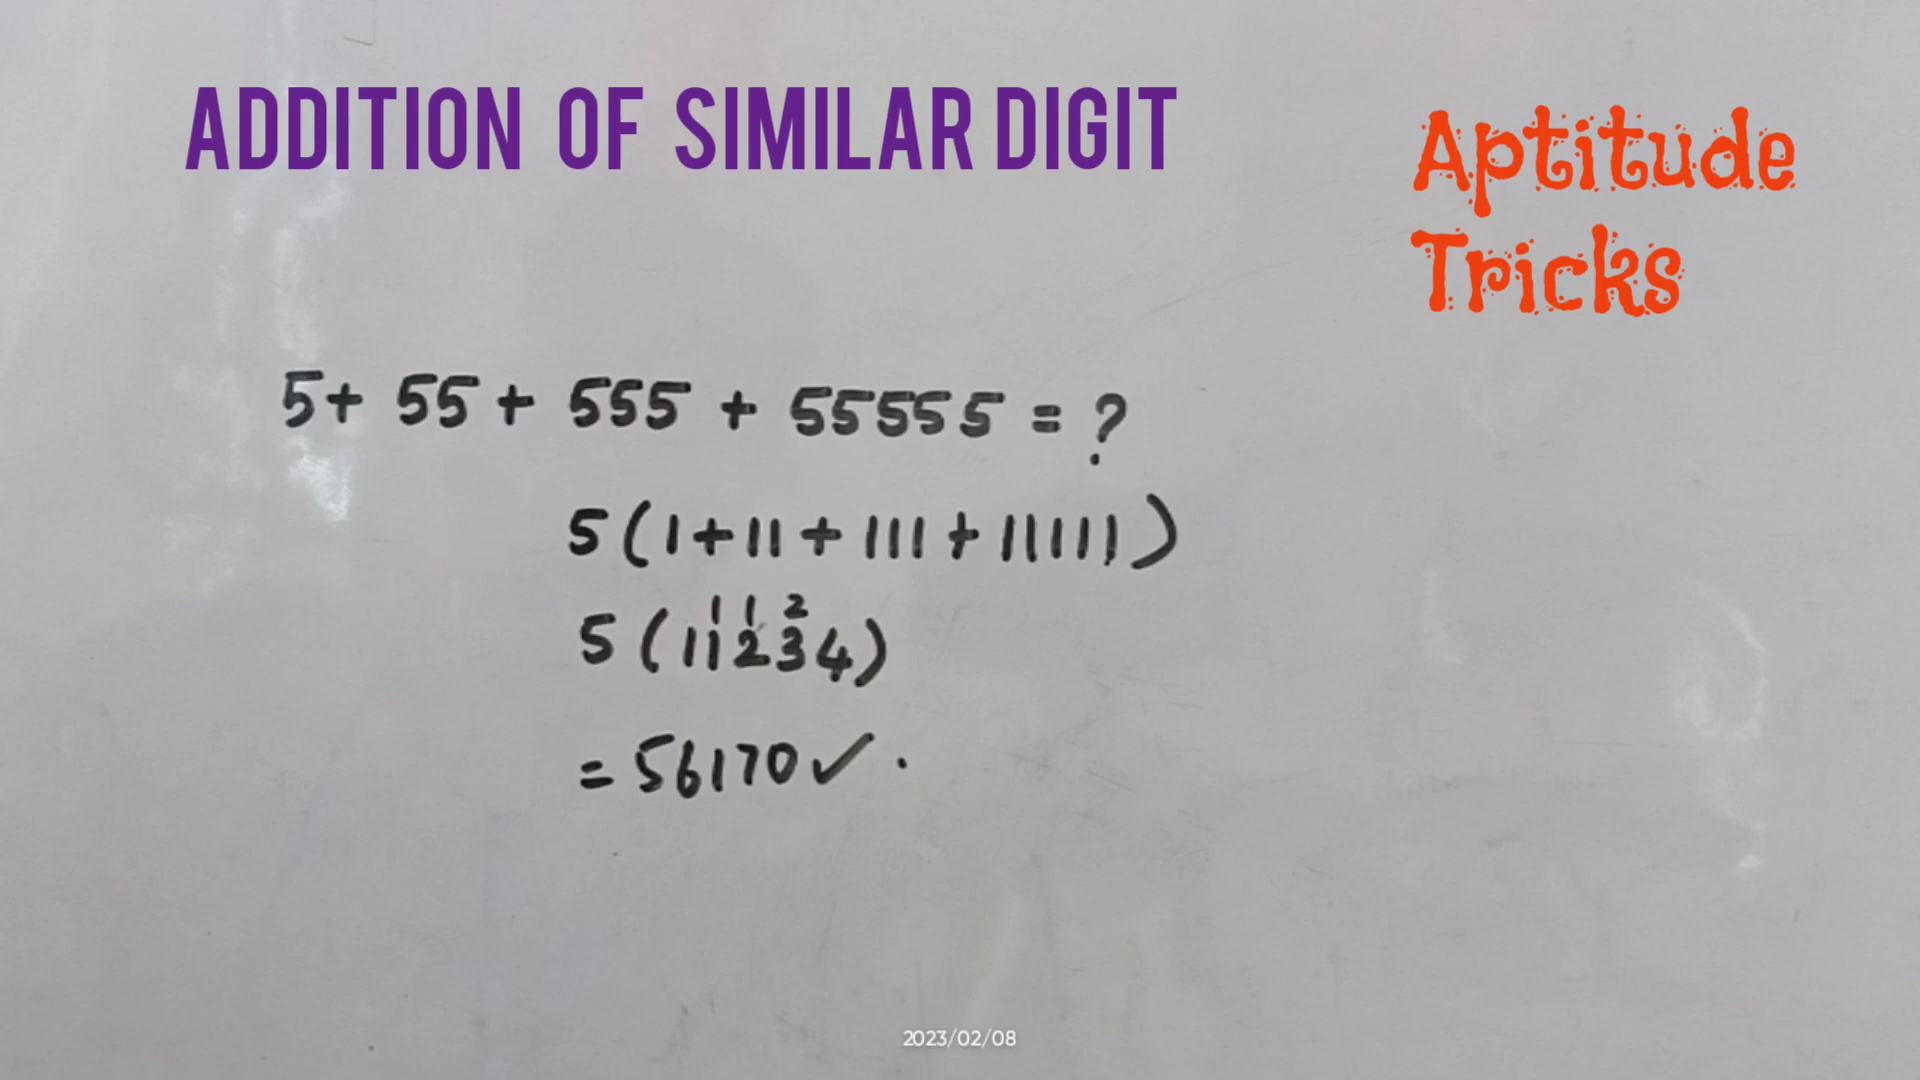 ADDITION OF SIMILAR DIGIT
Aptitude
Tricks
5+ 55 + 555 + 55555 = ?
5 (1+11 + 111 + 11111)
1 1 2
5 (11234)
= 56170 ✓ .
2023/02/08